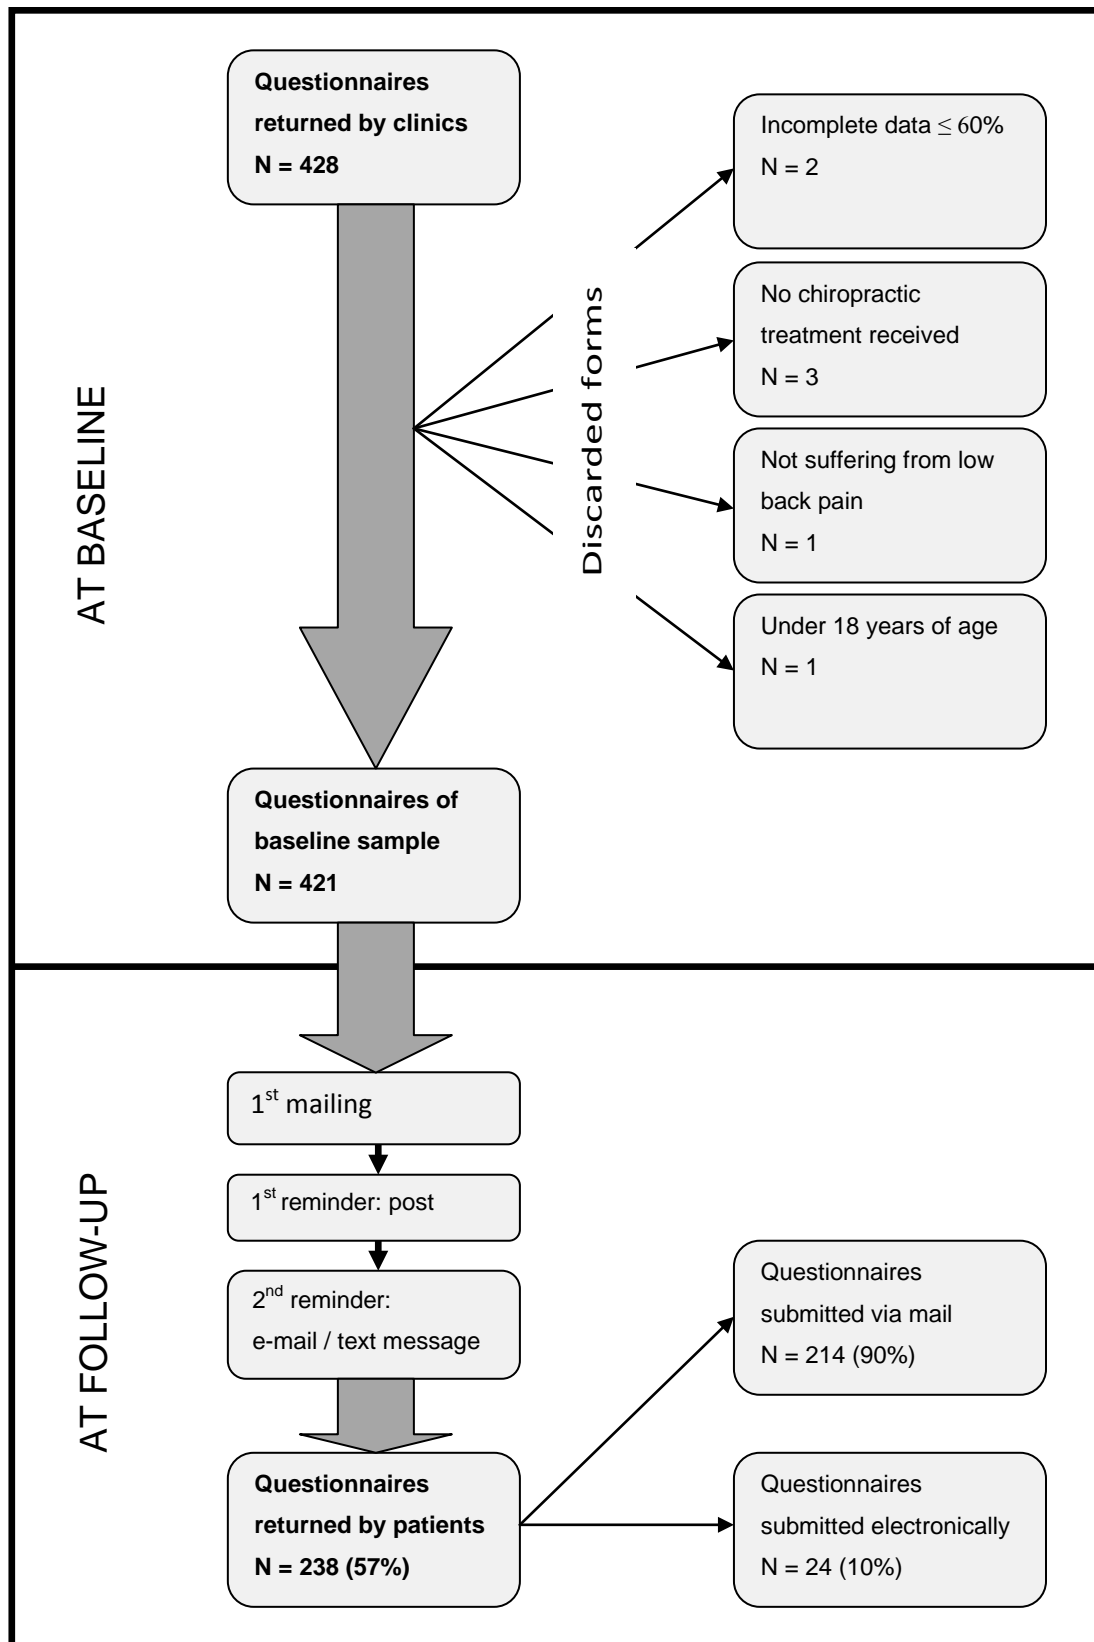 AT BASELINE
Questionnaires
returned by clinics
N = 428
Discarded forms
Incomplete data ≤ 60%
N = 2
No chiropractic
treatment received
N = 3
Not suffering from low
back pain
N = 1
Under 18 years of age
N = 1
Questionnaires of
baseline sample
N = 421
AT FOLLOW-UP
1st mailing
1st reminder: post
2nd reminder:
e-mail / text message
Questionnaires
returned by patients
N = 238 (57%)
Questionnaires
submitted via mail
N = 214 (90%)
Questionnaires
submitted electronically
N = 24 (10%)